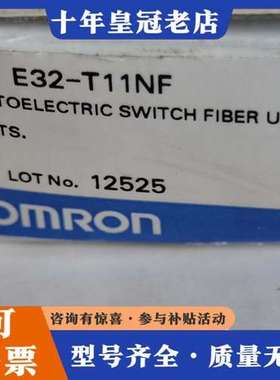 十年皇冠老店
E32-T11NF
TOELECTRIC SWITCH FIBER U
TS.
LOT No. 12525
OMRON
咨询有惊喜·参与补贴活动
票
型号齐全·质量无